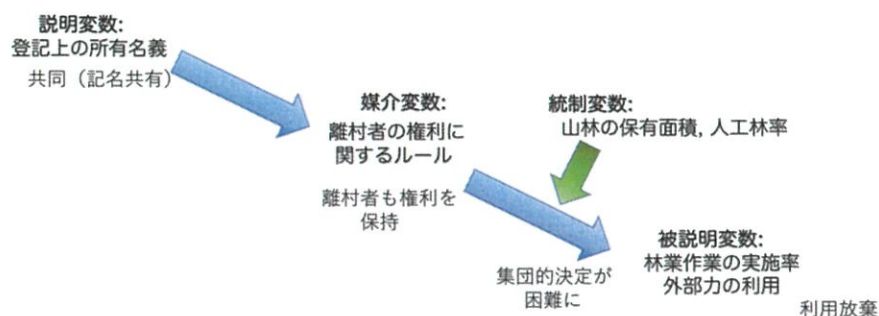 説明変数:
登記上の所有名義
共同（記名共有）
媒介変数:
離村者の権利に
関するルール
離村者も権利を
保持
統制変数:
山林の保有面積, 人工林率
集団的決定が
困難に
被説明変数:
林業作業の実施率
外部力の利用
利用放棄